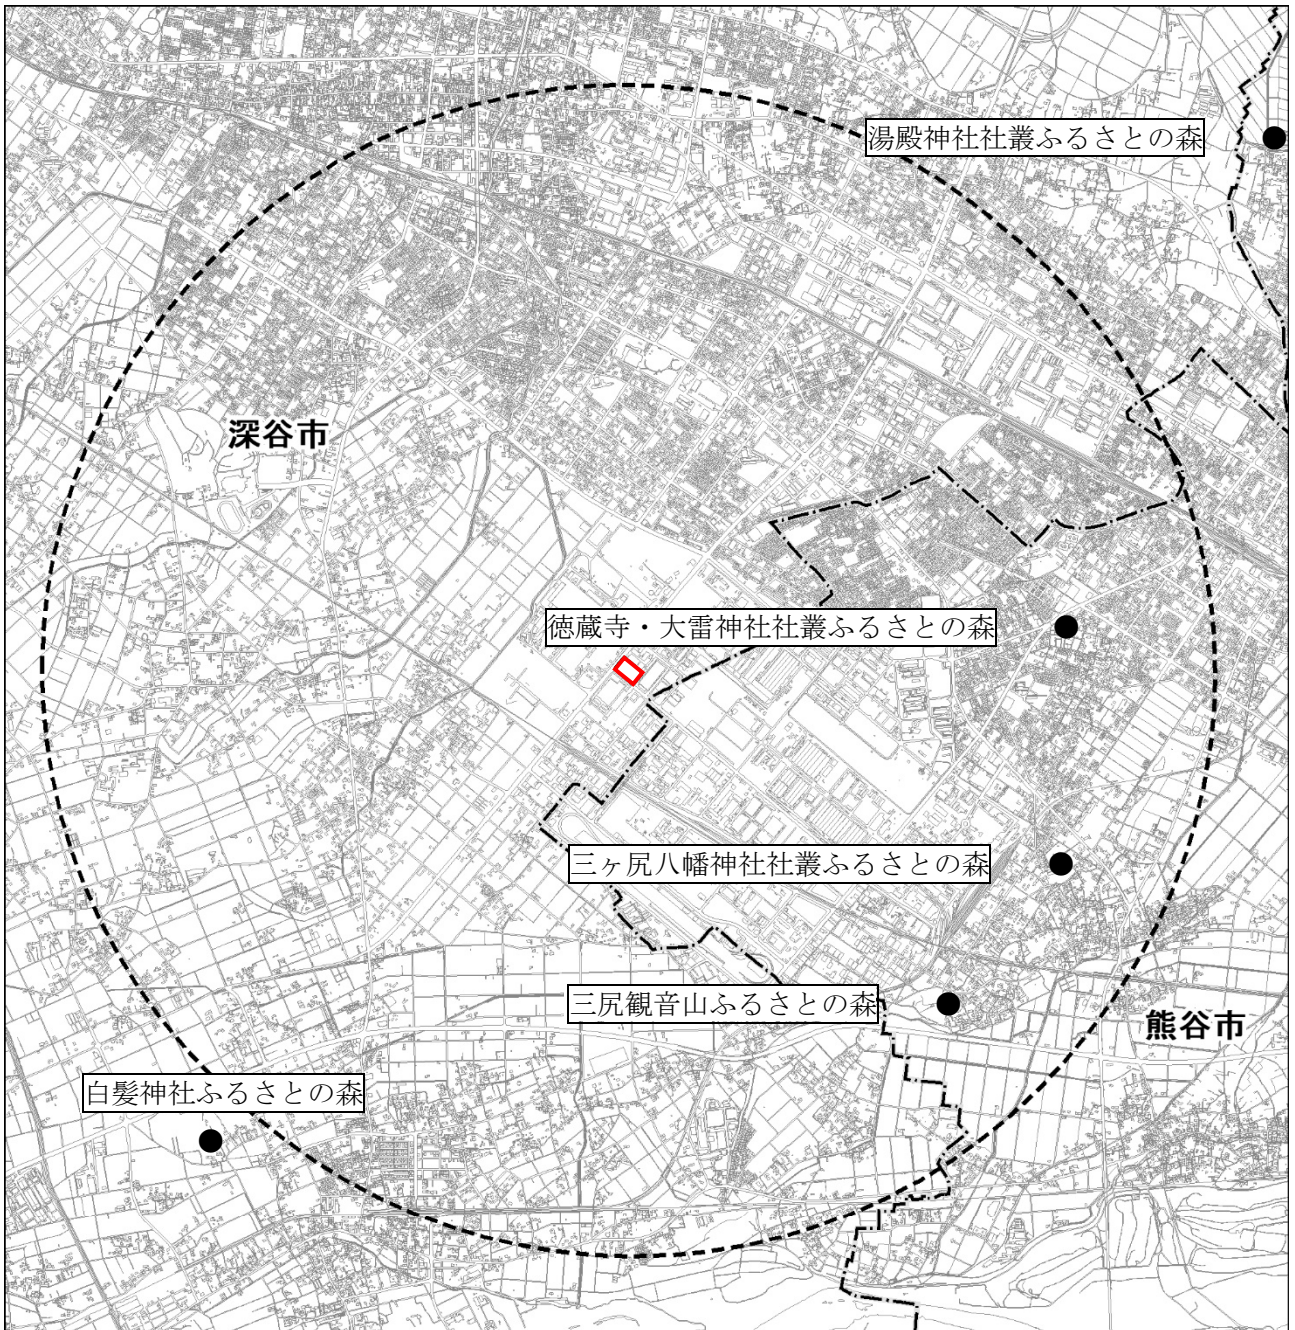 湯殿神社社叢ふるさとの森
深谷市
徳蔵寺・大雷神社社叢ふるさとの森
三ヶ尻八幡神社社叢ふるさとの森
三尻観音山ふるさとの森
熊谷市
白髪神社ふるさとの森